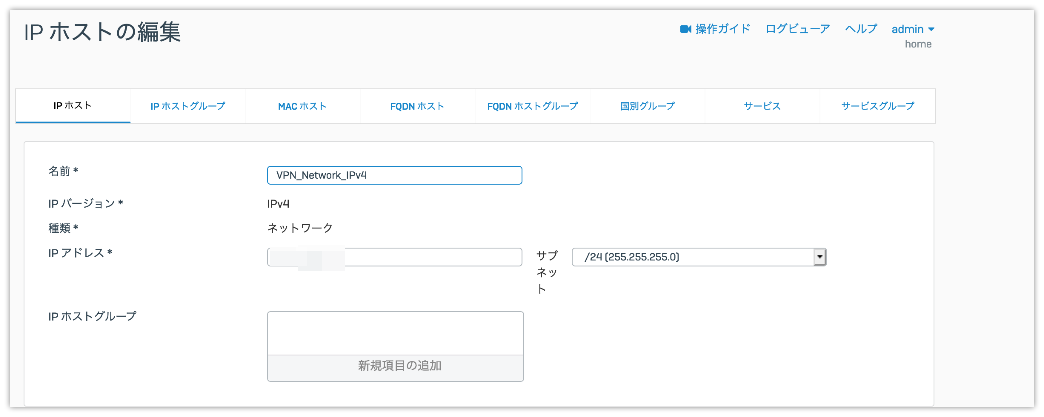 IP ホストの編集
操作ガイド ログビューア ヘルプ admin
home
IP ホスト IP ホストグループ MAC ホスト FQDN ホスト FQDN ホストグループ 国別グループ サービス サービスグループ
名前 * VPN_Network_IPv4
IP バージョン * IPv4
種類 * ネットワーク
IP アドレス * サブ /24 (255.255.255.0)
ネッ
ト
IP ホストグループ
新規項目の追加